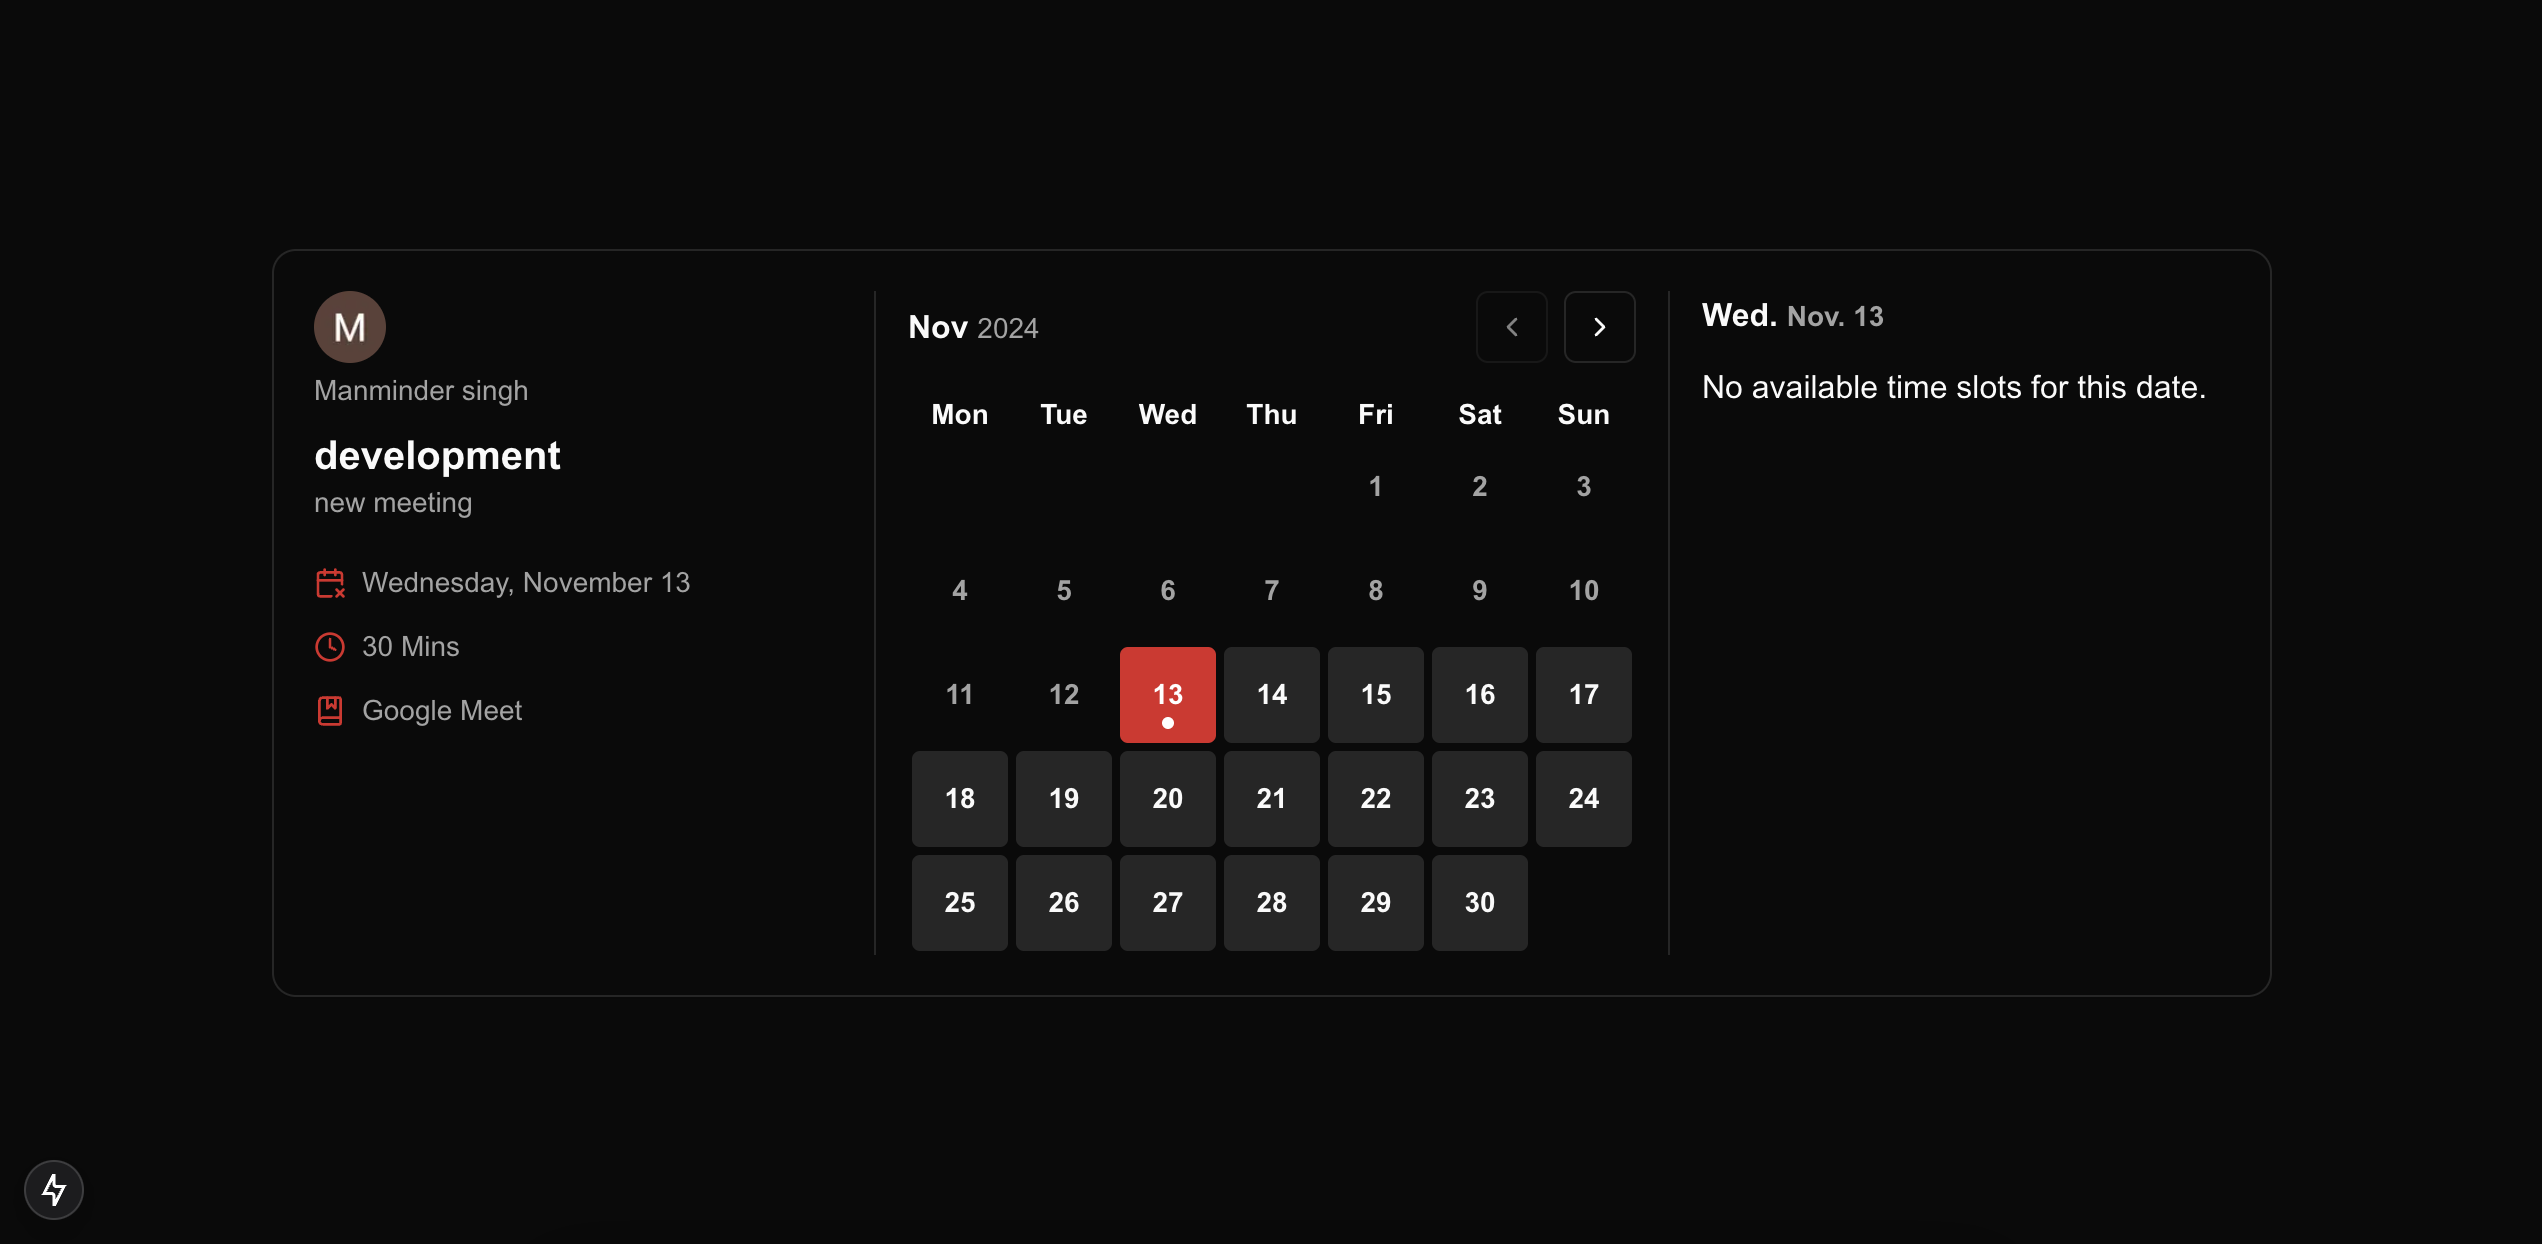 M
Manminder singh
development
new meeting
Wednesday, November 13
30 Mins
Google Meet
Nov 2024
Mon Tue Wed Thu Fri Sat Sun
1 2 3
4 5 6 7 8 9 10
11 12 13 14 15 16 17
18 19 20 21 22 23 24
25 26 27 28 29 30
Wed. Nov. 13
No available time slots for this date.